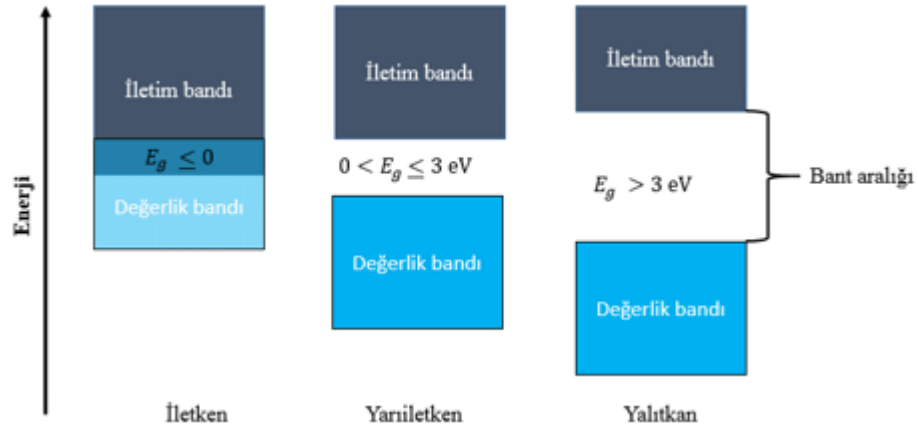 Enerji
İletim bandı
E_g ≤ 0
Değerlik bandı
İletken
İletim bandı
0 < E_g ≤ 3 eV
Değerlik bandı
Yarıiletken
İletim bandı
E_g > 3 eV
Değerlik bandı
Yalıtkan
Bant aralığı